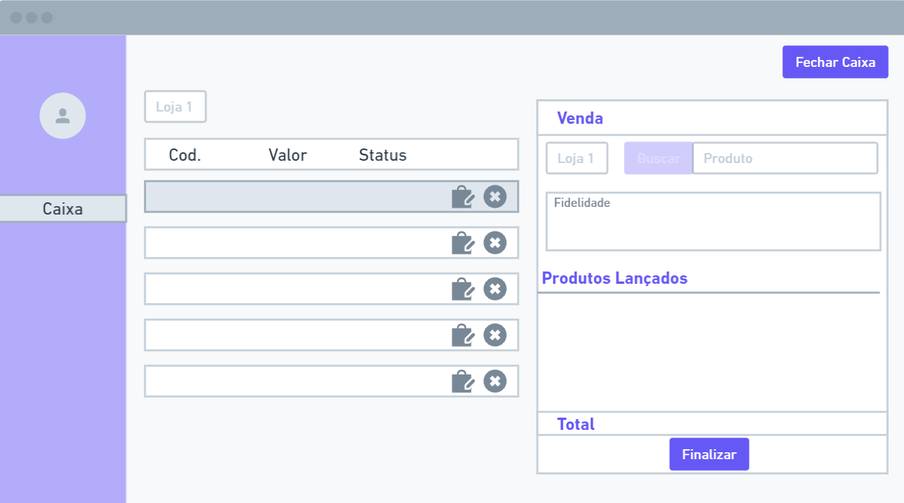 Fechar Caixa
Caixa
Loja 1
Cod. Valor Status
Venda
Loja 1 Buscar Produto
Fidelidade
Produtos Lançados
Total
Finalizar